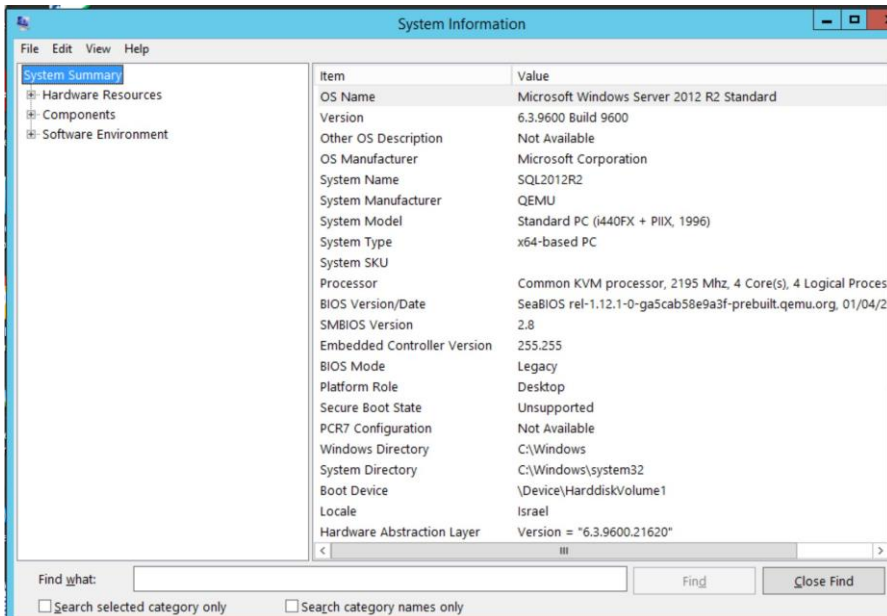 System Information
File Edit View Help
System Summary
Hardware Resources
Components
Software Environment
Item Value
OS Name Microsoft Windows Server 2012 R2 Standard
Version 6.3.9600 Build 9600
Other OS Description Not Available
OS Manufacturer Microsoft Corporation
System Name SQL2012R2
System Manufacturer QEMU
System Model Standard PC (i440FX + PIIX, 1996)
System Type x64-based PC
System SKU
Processor Common KVM processor, 2195 Mhz, 4 Core(s), 4 Logical Proces
BIOS Version/Date SeaBIOS rel-1.12.1-0-ga5cab58e9a3f-prebuilt.qemu.org, 01/04/2
SMBIOS Version 2.8
Embedded Controller Version 255.255
BIOS Mode Legacy
Platform Role Desktop
Secure Boot State Unsupported
PCR7 Configuration Not Available
Windows Directory C:\Windows
System Directory C:\Windows\system32
Boot Device \Device\HarddiskVolume1
Locale Israel
Hardware Abstraction Layer Version = "6.3.9600.21620"
Find what: Find Close Find
Search selected category only Search category names only